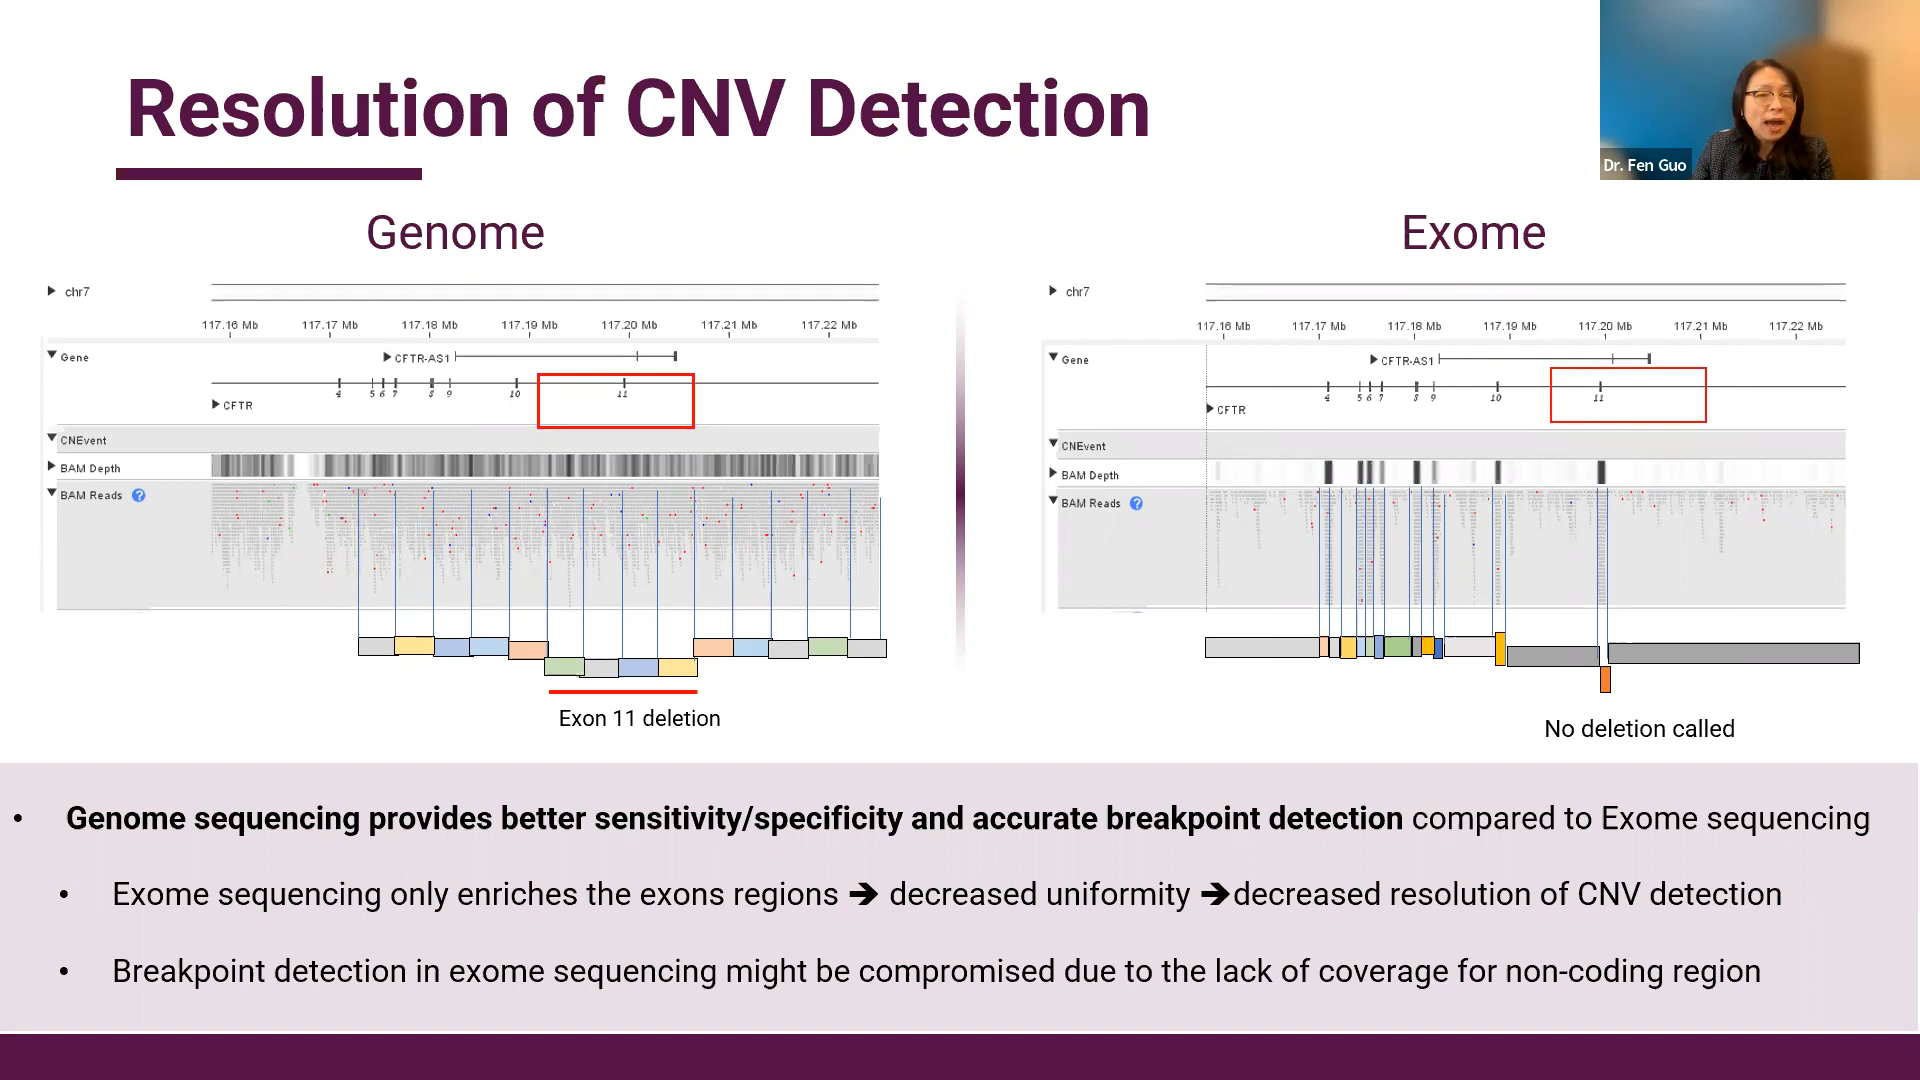 Resolution of CNV Detection
Dr. Fen Guo
Genome
chr7
117.16 Mb 117.17 Mb 117.18 Mb 117.19 Mb 117.20 Mb 117.21 Mb 117.22 Mb
Gene
CFTR-AS1
4 5 6 7 8 9 10 11
CFTR
CNEvent
BAM Depth
BAM Reads ?
Exon 11 deletion
Exome
chr7
117.16 Mb 117.17 Mb 117.18 Mb 117.19 Mb 117.20 Mb 117.21 Mb 117.22 Mb
Gene
CFTR-AS1
4 5 6 7 8 9 10 11
CFTR
CNEvent
BAM Depth
BAM Reads ?
No deletion called
• Genome sequencing provides better sensitivity/specificity and accurate breakpoint detection compared to Exome sequencing
• Exome sequencing only enriches the exons regions ➔ decreased uniformity ➔decreased resolution of CNV detection
• Breakpoint detection in exome sequencing might be compromised due to the lack of coverage for non-coding region